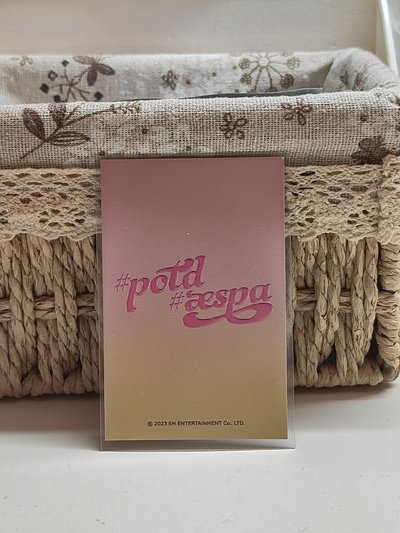 #potd
#æspa
© 2023 SM ENTERTAINMENT Co., LTD.